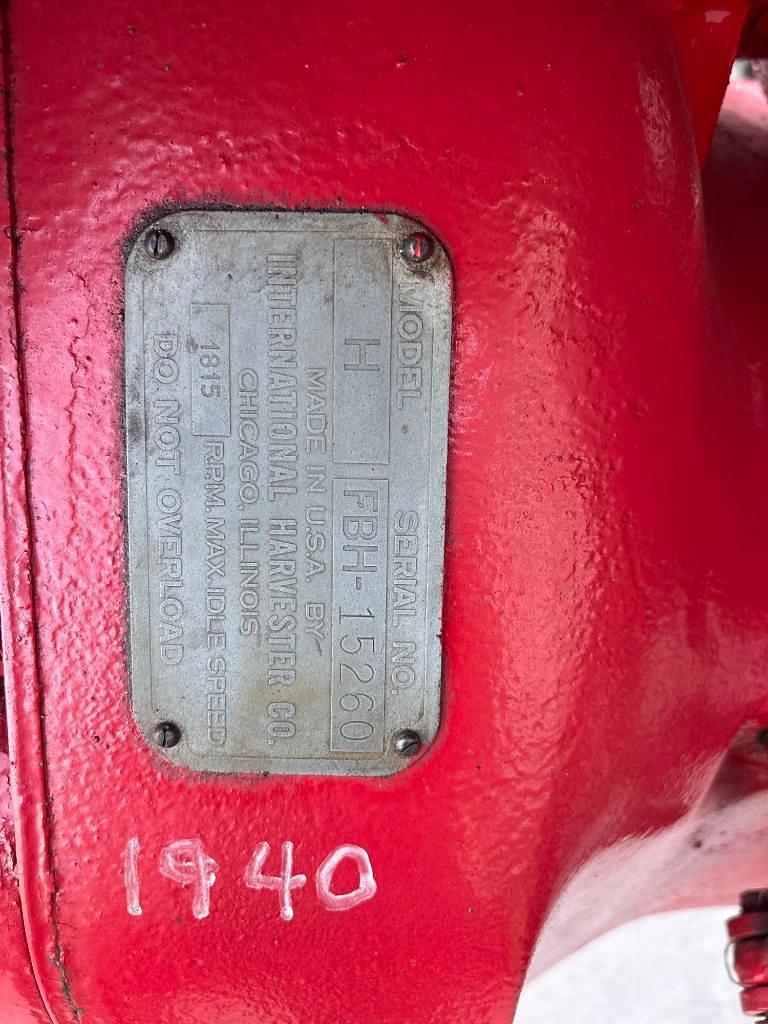 MODEL SERIAL NO.
H FBH-15260
MADE IN U.S.A. BY
INTERNATIONAL HARVESTER CO.
CHICAGO, ILLINOIS
1815 R.P.M. MAX. IDLE SPEED
DO NOT OVERLOAD
1940